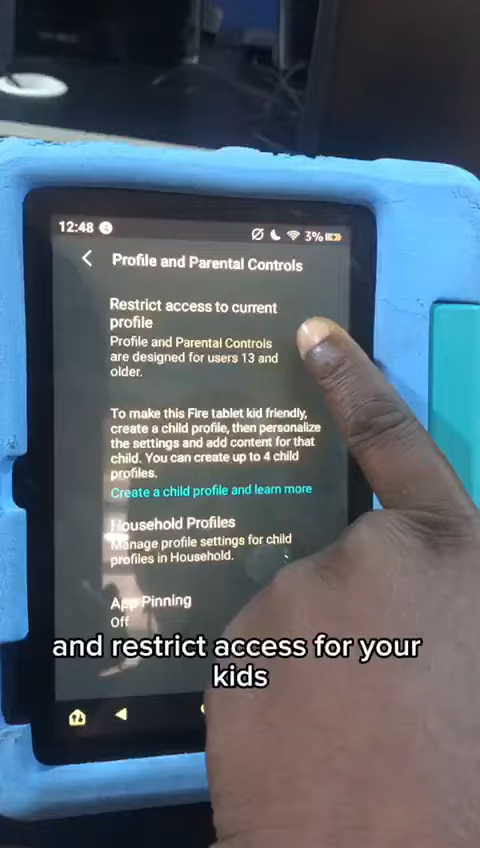 12:48
3%
Profile and Parental Controls
Restrict access to current
profile
Profile and Parental Controls
are designed for users 13 and
older.
To make this Fire tablet kid friendly,
create a child profile, then personalize
the settings and add content for that
child. You can create up to 4 child
profiles.
Create a child profile and learn more
Household Profiles
Manage profile settings for child
profiles in Household.
App Pinning
Off
and restrict access for your
kids